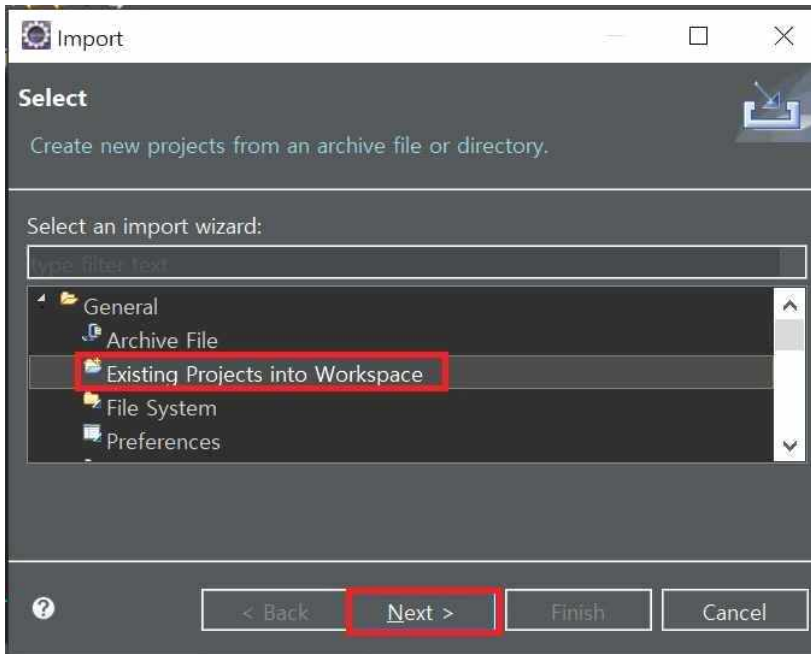 Import
Select
Create new projects from an archive file or directory.
Select an import wizard:
type filter text
General
Archive File
Existing Projects into Workspace
File System
Preferences
?
< Back
Next >
Finish
Cancel